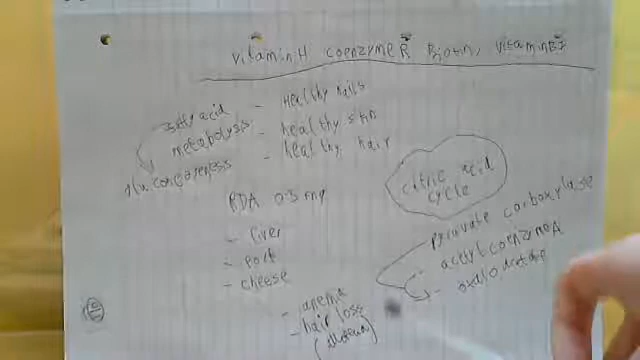 vitamin H coenzyme R Biotin, vitamin B7
fatty acid
metabolysis
gluconeogenesis
- Healthy nails
- healthy skin
- healthy hair
RDA 0.3 mg
- liver
- pork
- cheese
citric acid
cycle
pyruvate carboxylase
- acetyl coenzyme A
- oxaloacetate
- anemia
- hair loss